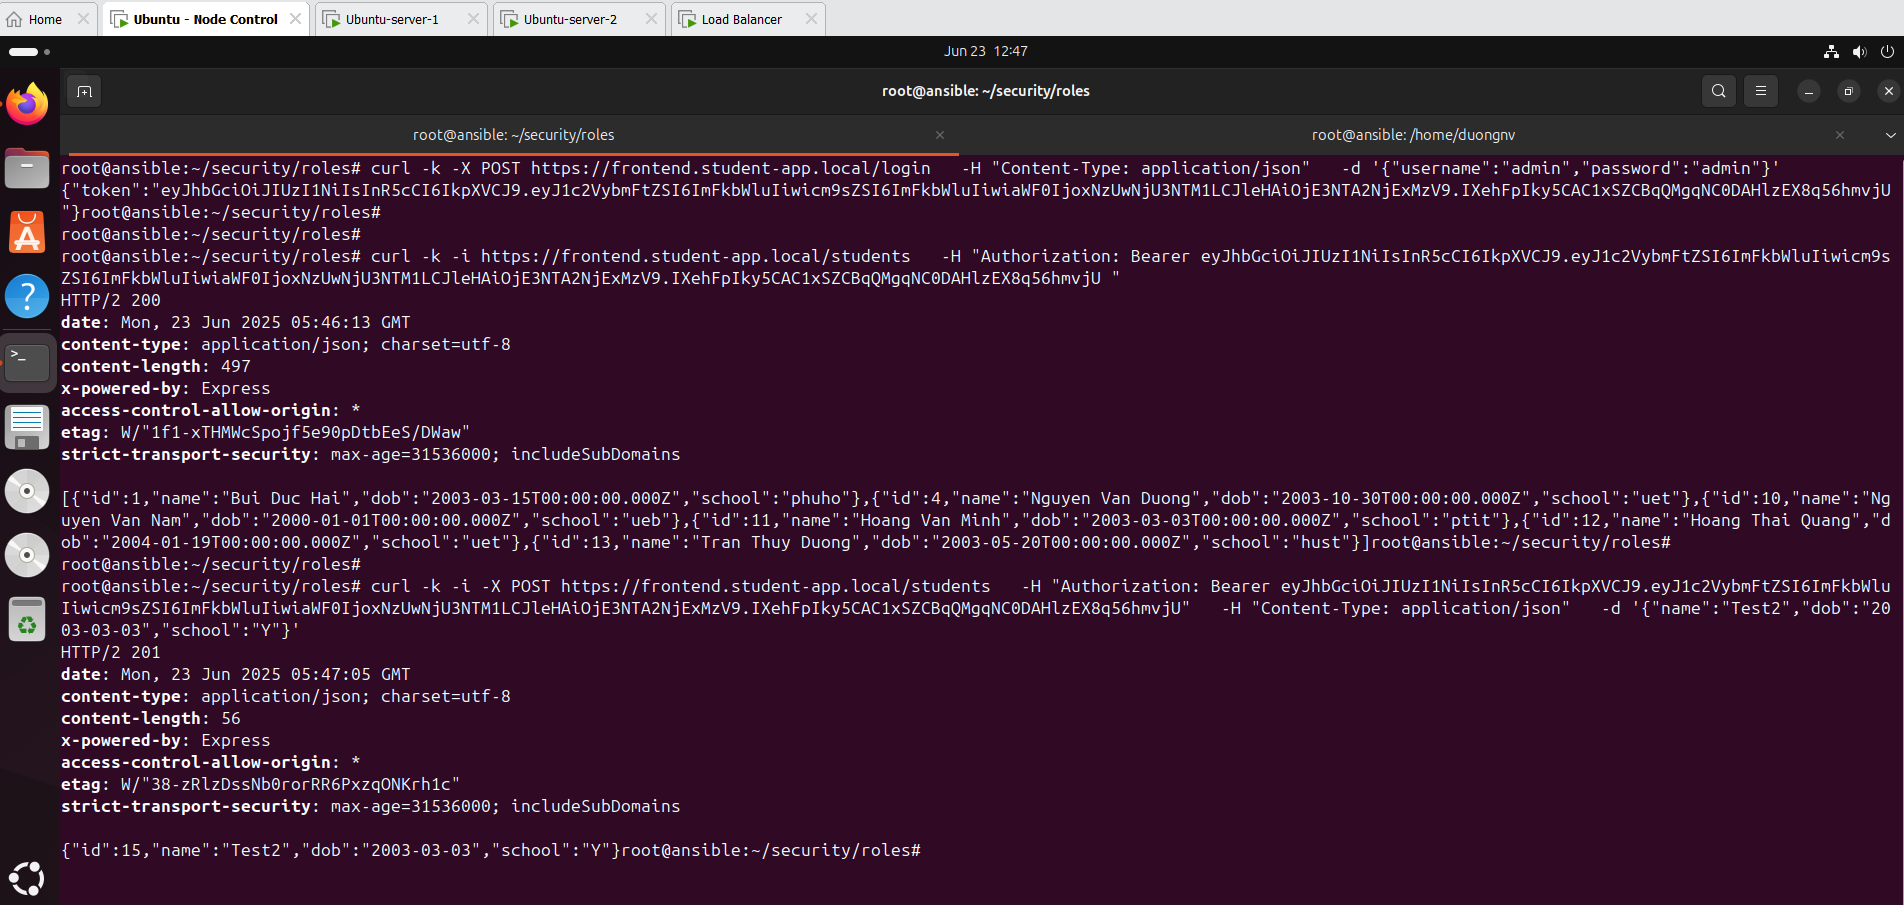 Home
Ubuntu - Node Control
Ubuntu-server-1
Ubuntu-server-2
Load Balancer
Jun 23 12:47
root@ansible: ~/security/roles
root@ansible: ~/security/roles
root@ansible: /home/duongnv
root@ansible:~/security/roles# curl -k -X POST https://frontend.student-app.local/login   -H "Content-Type: application/json"   -d '{"username":"admin","password":"admin"}'
{"token":"eyJhbGciOiJIUzI1NiIsInR5cCI6IkpXVCJ9.eyJ1c2VybmFtZSI6ImFkbWluIiwicm9sZSI6ImFkbWluIiwiaWF0IjoxNzUwNjU3NTM1LCJleHAiOjE3NTA2NjExMzV9.IXehFpIky5CAC1xSZCBqQMgqNC0DAHlzEX8q56hmvjU
"}root@ansible:~/security/roles#
root@ansible:~/security/roles#
root@ansible:~/security/roles# curl -k -i https://frontend.student-app.local/students   -H "Authorization: Bearer eyJhbGciOiJIUzI1NiIsInR5cCI6IkpXVCJ9.eyJ1c2VybmFtZSI6ImFkbWluIiwicm9s
ZSI6ImFkbWluIiwiaWF0IjoxNzUwNjU3NTM1LCJleHAiOjE3NTA2NjExMzV9.IXehFpIky5CAC1xSZCBqQMgqNC0DAHlzEX8q56hmvjU "
HTTP/2 200
date: Mon, 23 Jun 2025 05:46:13 GMT
content-type: application/json; charset=utf-8
content-length: 497
x-powered-by: Express
access-control-allow-origin: *
etag: W/"1f1-xTHMWcSpojf5e90pDtbEeS/DWaw"
strict-transport-security: max-age=31536000; includeSubDomains
[{"id":1,"name":"Bui Duc Hai","dob":"2003-03-15T00:00:00.000Z","school":"phuho"},{"id":4,"name":"Nguyen Van Duong","dob":"2003-10-30T00:00:00.000Z","school":"uet"},{"id":10,"name":"Ng
uyen Van Nam","dob":"2000-01-01T00:00:00.000Z","school":"ueb"},{"id":11,"name":"Hoang Van Minh","dob":"2003-03-03T00:00:00.000Z","school":"ptit"},{"id":12,"name":"Hoang Thai Quang","d
ob":"2004-01-19T00:00:00.000Z","school":"uet"},{"id":13,"name":"Tran Thuy Duong","dob":"2003-05-20T00:00:00.000Z","school":"hust"}]root@ansible:~/security/roles#
root@ansible:~/security/roles#
root@ansible:~/security/roles# curl -k -i -X POST https://frontend.student-app.local/students   -H "Authorization: Bearer eyJhbGciOiJIUzI1NiIsInR5cCI6IkpXVCJ9.eyJ1c2VybmFtZSI6ImFkbWlu
Iiwicm9sZSI6ImFkbWluIiwiaWF0IjoxNzUwNjU3NTM1LCJleHAiOjE3NTA2NjExMzV9.IXehFpIky5CAC1xSZCBqQMgqNC0DAHlzEX8q56hmvjU"   -H "Content-Type: application/json"   -d '{"name":"Test2","dob":"20
03-03-03","school":"Y"}'
HTTP/2 201
date: Mon, 23 Jun 2025 05:47:05 GMT
content-type: application/json; charset=utf-8
content-length: 56
x-powered-by: Express
access-control-allow-origin: *
etag: W/"38-zRlzDssNb0rorRR6PxzqONKrh1c"
strict-transport-security: max-age=31536000; includeSubDomains
{"id":15,"name":"Test2","dob":"2003-03-03","school":"Y"}root@ansible:~/security/roles#